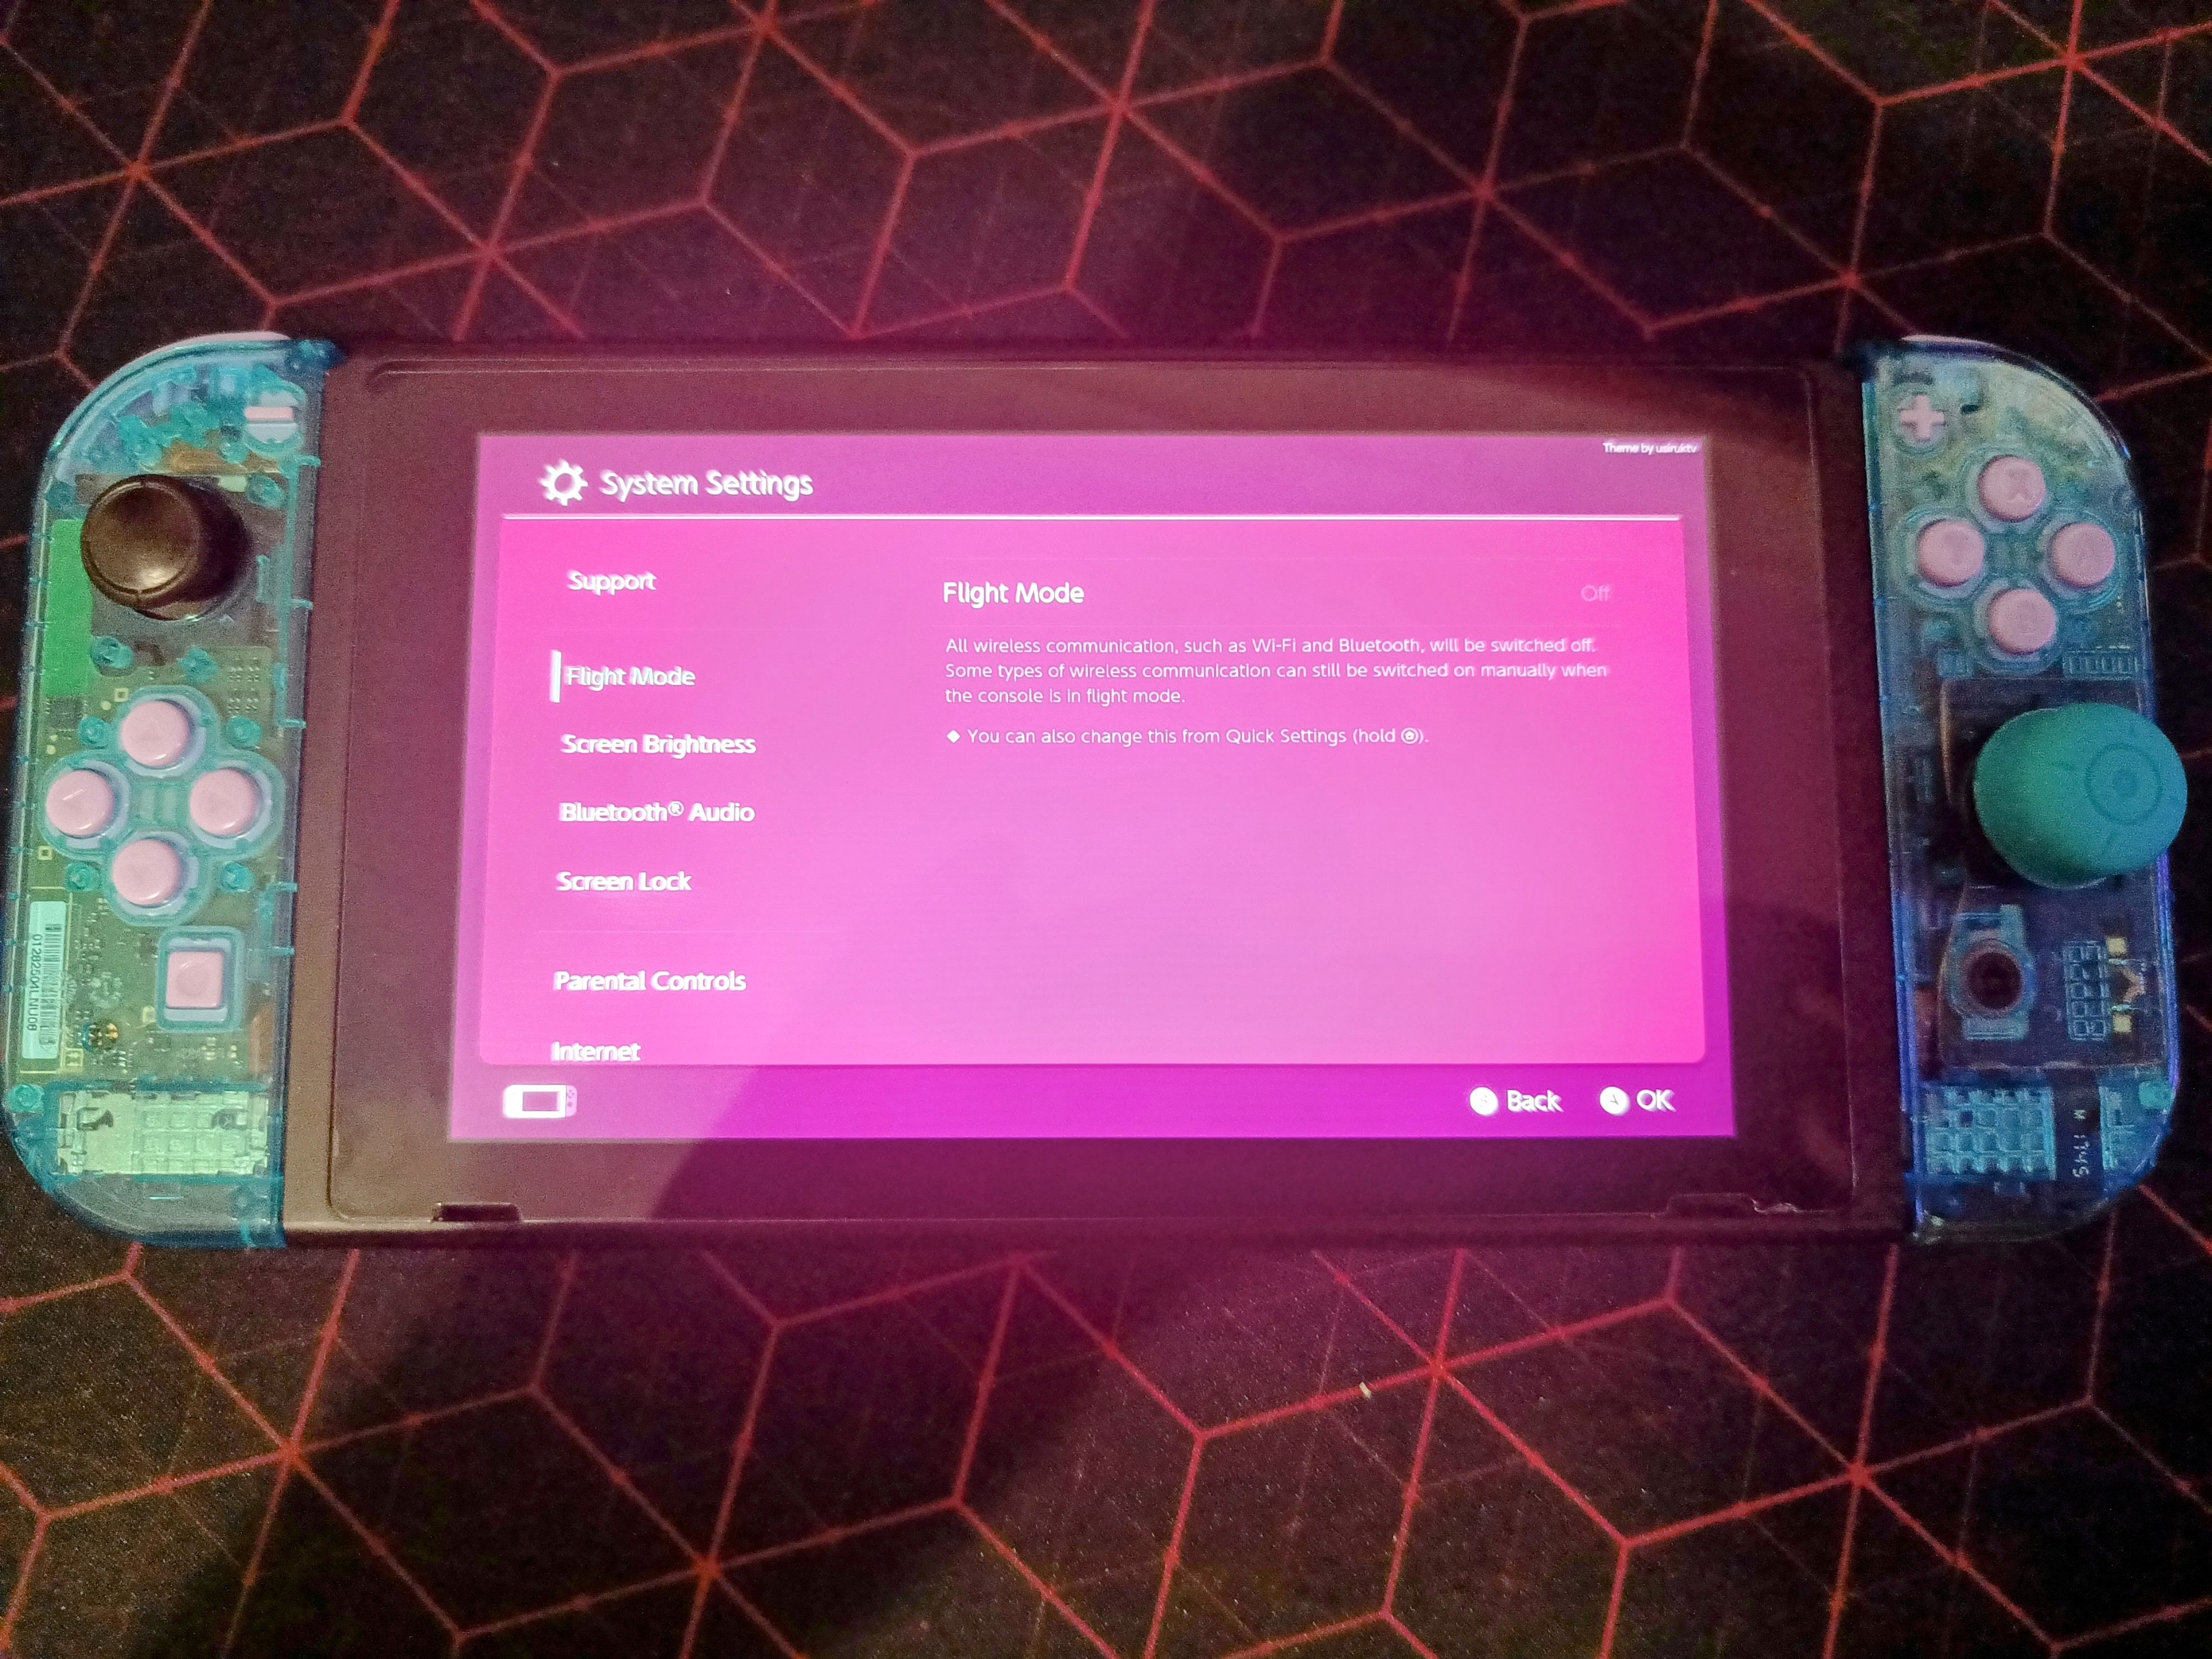 Theme by usiruktv
System Settings
Support
Flight Mode
Screen Brightness
Bluetooth® Audio
Screen Lock
Parental Controls
Internet
Flight Mode
Off
All wireless communication, such as Wi-Fi and Bluetooth, will be switched off.
Some types of wireless communication can still be switched on manually when
the console is in flight mode.
◆ You can also change this from Quick Settings (hold ).
Back
A OK
X